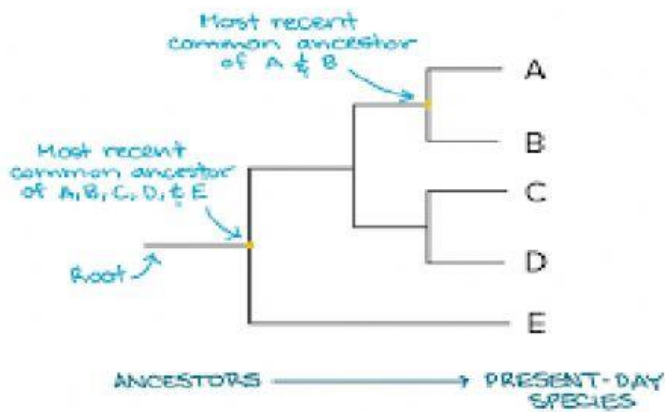 Most recent
common ancestor
of A & B
A
B
Most recent
common ancestor
of A, B, C, D, & E
C
D
Root
E
ANCESTORS
PRESENT-DAY
SPECIES